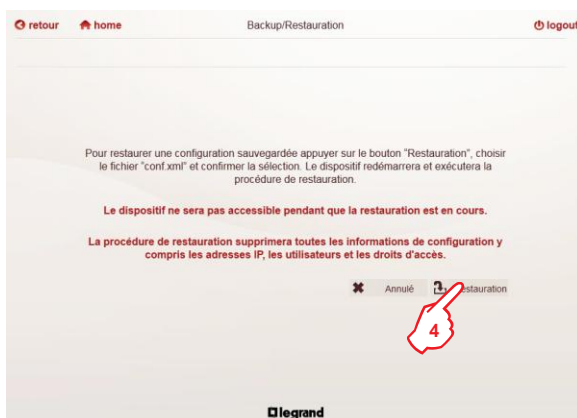 retour home Backup/Restauration logout
Pour restaurer une configuration sauvegardée appuyer sur le bouton "Restauration", choisir
le fichier "conf.xml" et confirmer la sélection. Le dispositif redémarrera et exécutera la
procédure de restauration.
Le dispositif ne sera pas accessible pendant que la restauration est en cours.
La procédure de restauration supprimera toutes les informations de configuration y
compris les adresses IP, les utilisateurs et les droits d'accès.
Annulé estauration
4
legrand